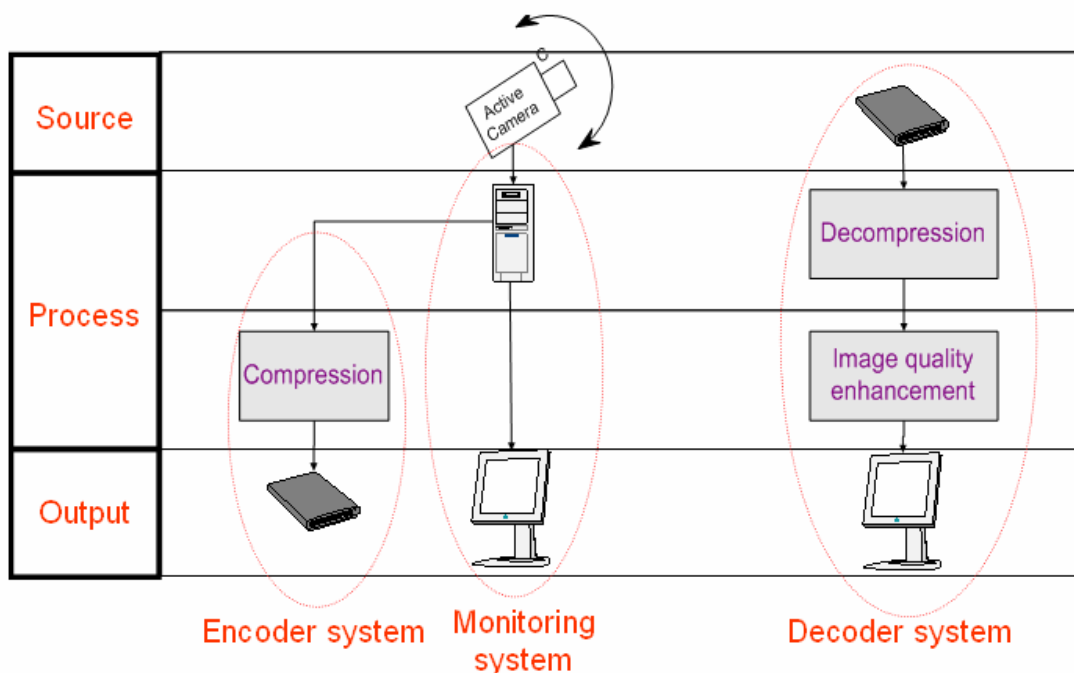 Source
C
Active
Camera
Process
Decompression
Compression
Image quality
enhancement
Output
Encoder system
Monitoring
system
Decoder system